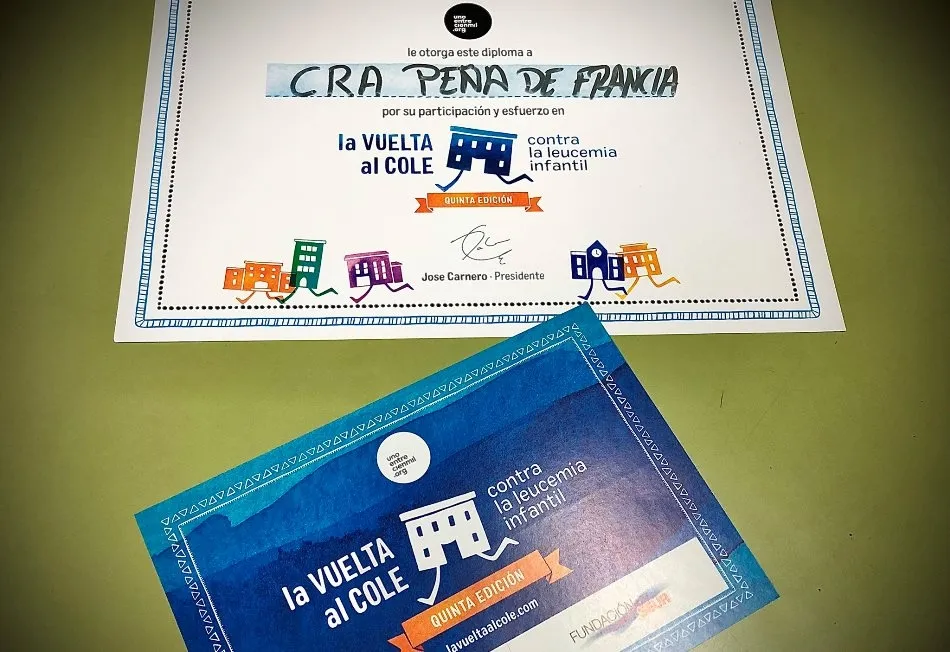 uno
entre
cienmil
.org
le otorga este diploma a
CRA PEÑA DE FRANCIA
por su participación y esfuerzo en
la VUELTA
al COLE
contra
la leucemia
infantil
QUINTA EDICIÓN
Jose Carnero · Presidente
uno
entre
cienmil
.org
la VUELTA
al COLE
contra
la leucemia
infantil
QUINTA EDICIÓN
lavueltaalcole.com
FUNDACIÓN